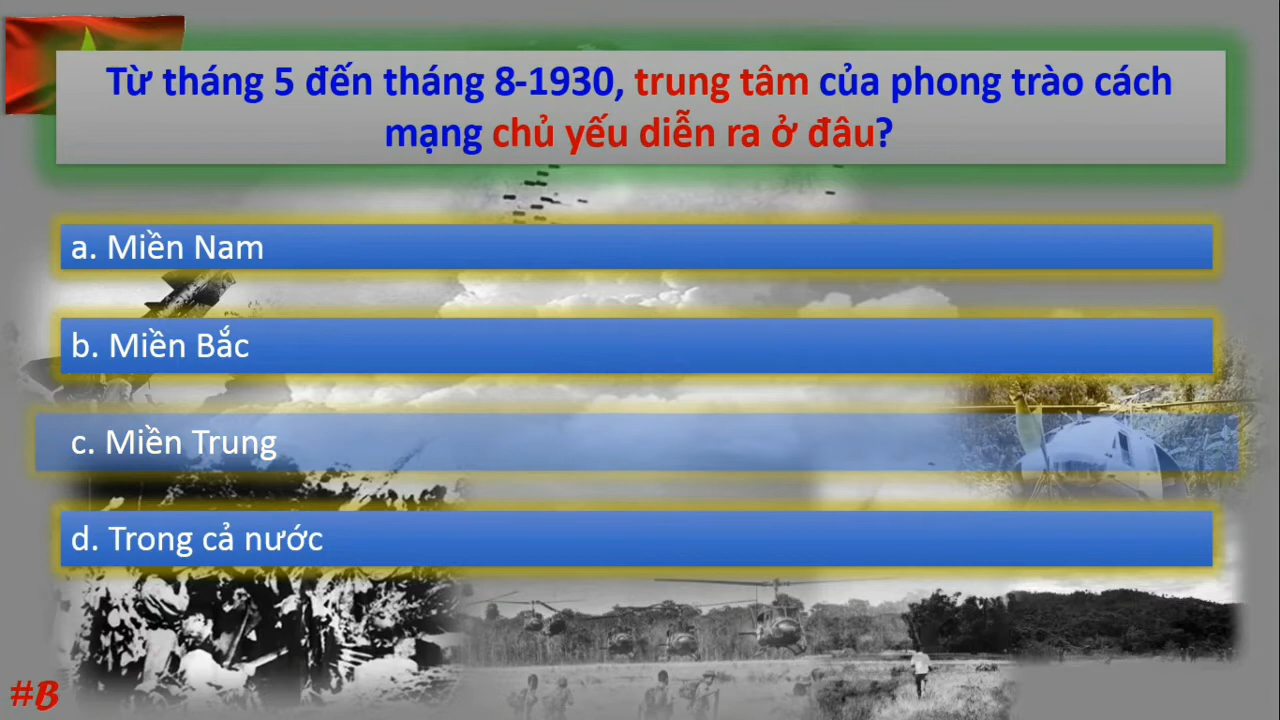 Từ tháng 5 đến tháng 8-1930, trung tâm của phong trào cách
mạng chủ yếu diễn ra ở đâu?
a. Miền Nam
b. Miền Bắc
c. Miền Trung
d. Trong cả nước
#B